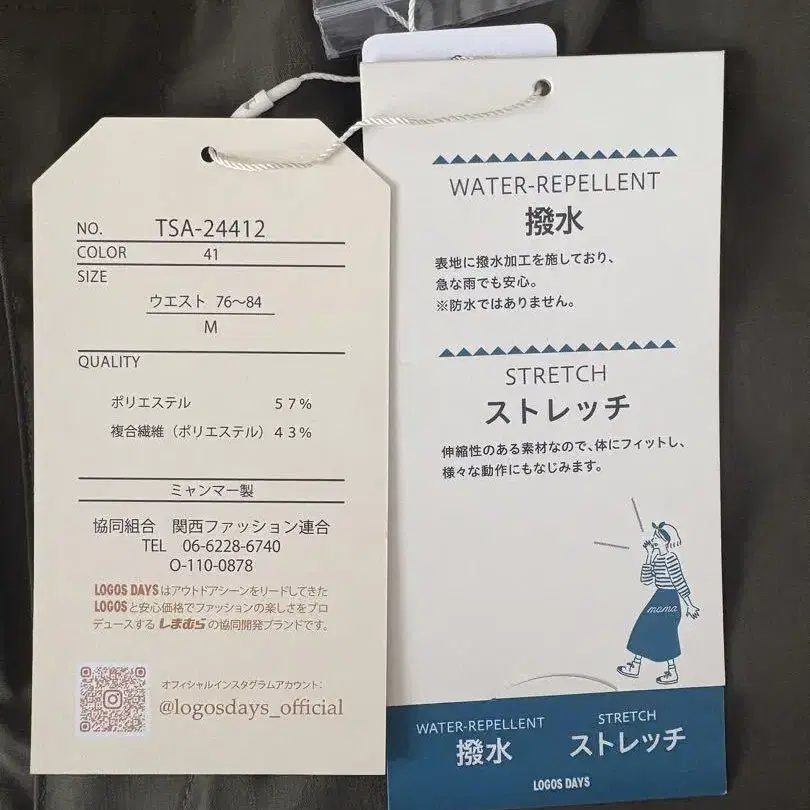 NO. TSA-24412
COLOR 41
SIZE
ウエスト 76〜84
M
QUALITY
ポリエステル 57%
複合繊維（ポリエステル）43%
ミャンマー製
協同組合　関西ファッション連合
TEL 06-6228-6740
O-110-0878
LOGOS DAYSはアウトドアシーンをリードしてきた
LOGOSと安心価格でファッションの楽しさをプロ
デュースするしまむらの協同開発ブランドです。
オフィシャルインスタグラムアカウント：
@logosdays_official
WATER-REPELLENT
撥水
表地に撥水加工を施しており、
急な雨でも安心。
※防水ではありません。
STRETCH
ストレッチ
伸縮性のある素材なので、体にフィットし、
様々な動作にもなじみます。
mama
WATER-REPELLENT
撥水
STRETCH
ストレッチ
LOGOS DAYS